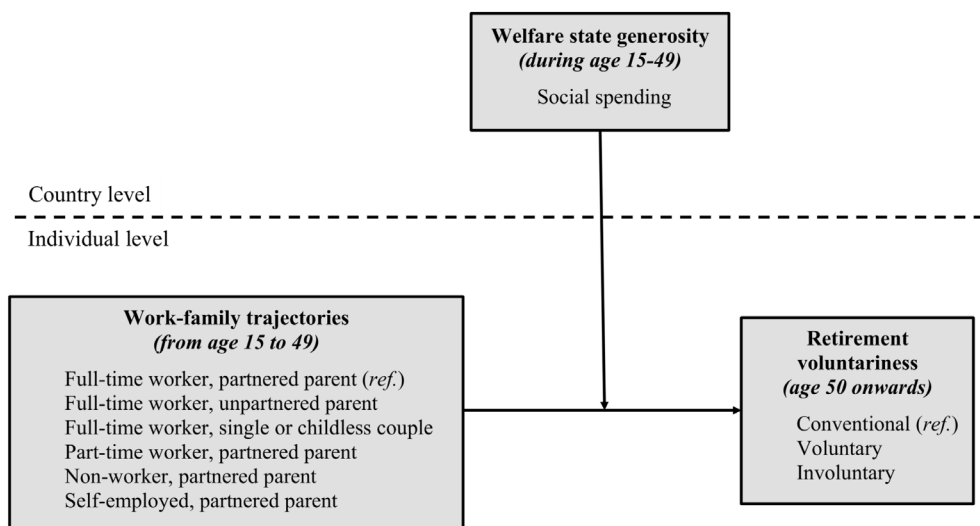 Welfare state generosity
(during age 15-49)
Social spending
Country level
Individual level
Work-family trajectories
(from age 15 to 49)
Full-time worker, partnered parent (ref.)
Full-time worker, unpartnered parent
Full-time worker, single or childless couple
Part-time worker, partnered parent
Non-worker, partnered parent
Self-employed, partnered parent
Retirement
voluntariness
(age 50 onwards)
Conventional (ref.)
Voluntary
Involuntary